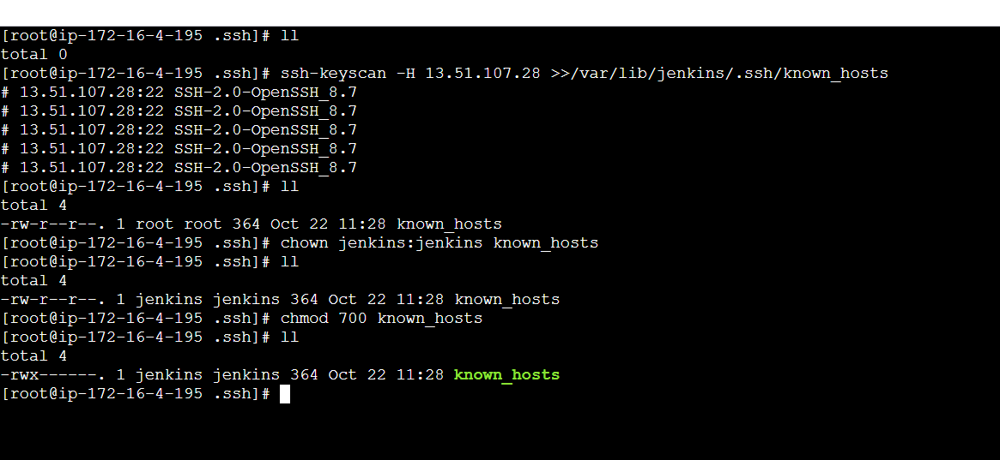 [root@ip-172-16-4-195 .ssh]# ll
total 0
[root@ip-172-16-4-195 .ssh]# ssh-keyscan -H 13.51.107.28 >>/var/lib/jenkins/.ssh/known_hosts
# 13.51.107.28:22 SSH-2.0-OpenSSH_8.7
# 13.51.107.28:22 SSH-2.0-OpenSSH_8.7
# 13.51.107.28:22 SSH-2.0-OpenSSH_8.7
# 13.51.107.28:22 SSH-2.0-OpenSSH_8.7
# 13.51.107.28:22 SSH-2.0-OpenSSH_8.7
[root@ip-172-16-4-195 .ssh]# ll
total 4
-rw-r--r--. 1 root root 364 Oct 22 11:28 known_hosts
[root@ip-172-16-4-195 .ssh]# chown jenkins:jenkins known_hosts
[root@ip-172-16-4-195 .ssh]# ll
total 4
-rw-r--r--. 1 jenkins jenkins 364 Oct 22 11:28 known_hosts
[root@ip-172-16-4-195 .ssh]# chmod 700 known_hosts
[root@ip-172-16-4-195 .ssh]# ll
total 4
-rwx------. 1 jenkins jenkins 364 Oct 22 11:28 known_hosts
[root@ip-172-16-4-195 .ssh]#